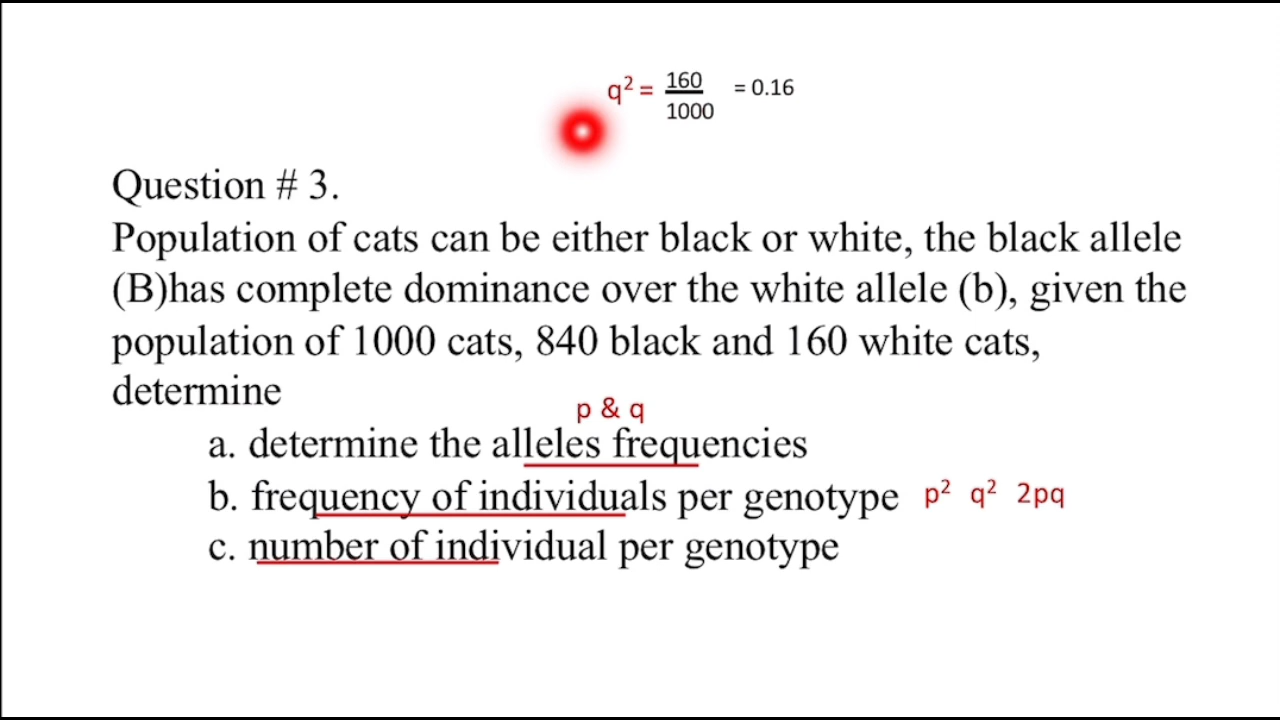 q² = 160/1000 = 0.16
Question # 3.
Population of cats can be either black or white, the black allele
(B)has complete dominance over the white allele (b), given the
population of 1000 cats, 840 black and 160 white cats,
determine
p & q
a. determine the alleles frequencies
b. frequency of individuals per genotype p² q² 2pq
c. number of individual per genotype